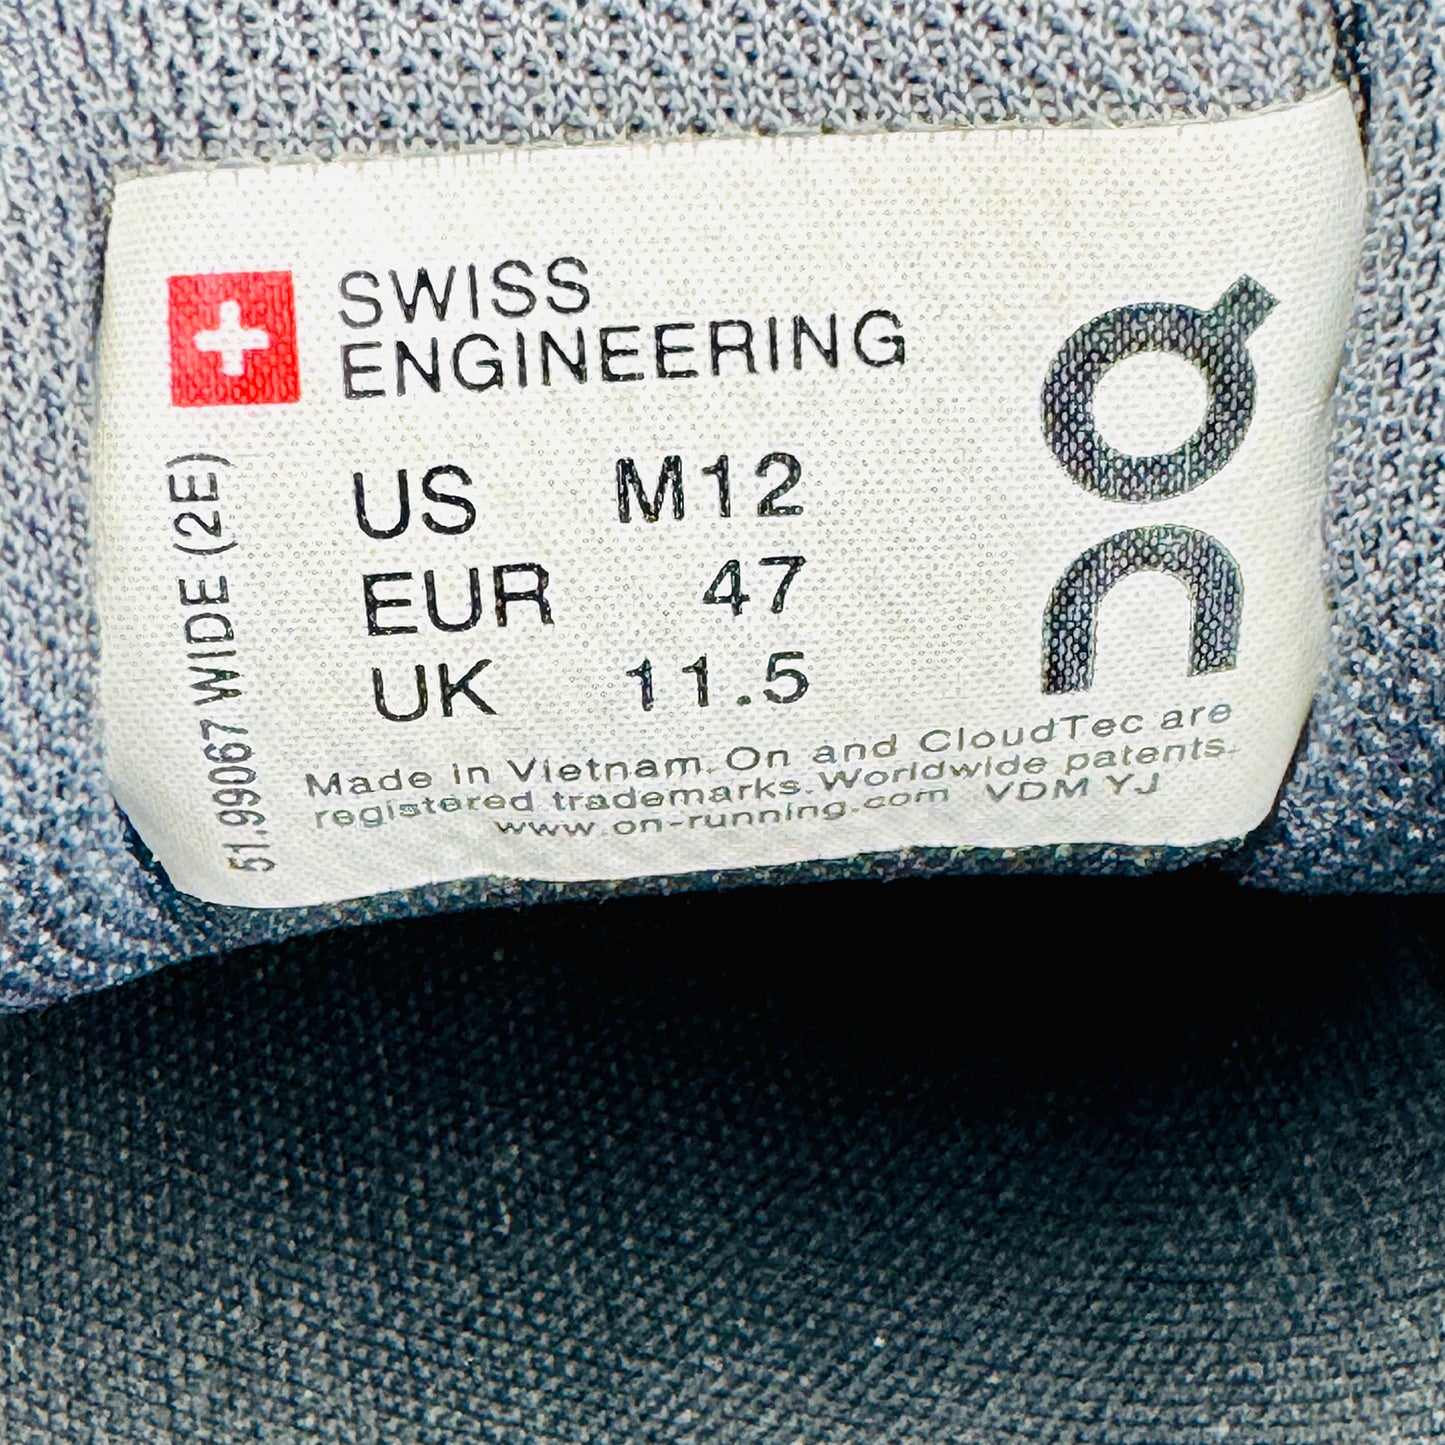 SWISS
ENGINEERING
US M12
EUR 47
UK 11.5
Made in Vietnam. On and CloudTec are
registered trademarks. Worldwide patents.
www.on-running.com VDM YJ
51.99067 WIDE (2E)
On